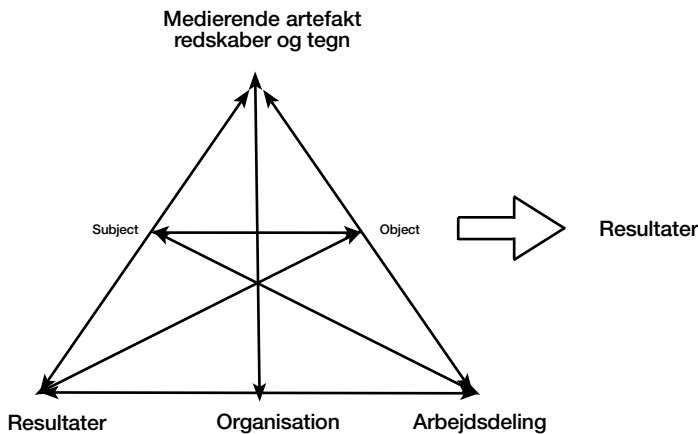 Medierende artefakt
redskaber og tegn
Subject
Object
Resultater
Resultater
Organisation
Arbejdsdeling